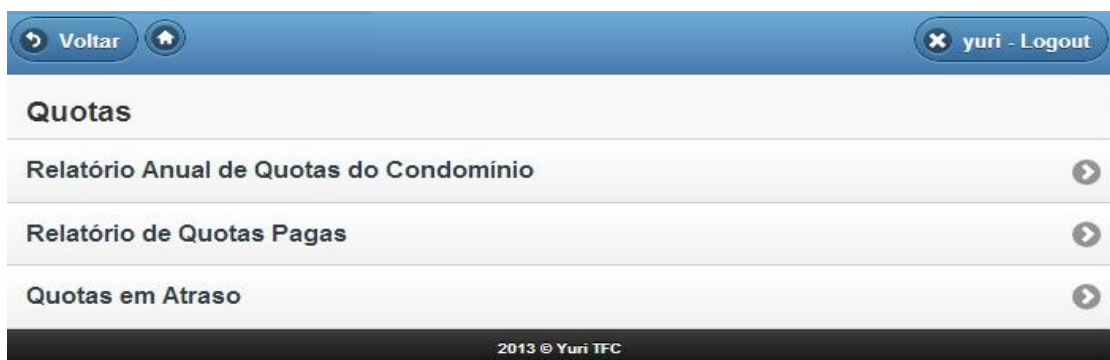 Voltar
yuri - Logout
Quotas
Relatório Anual de Quotas do Condomínio
Relatório de Quotas Pagas
Quotas em Atraso
2013 © Yuri TFC